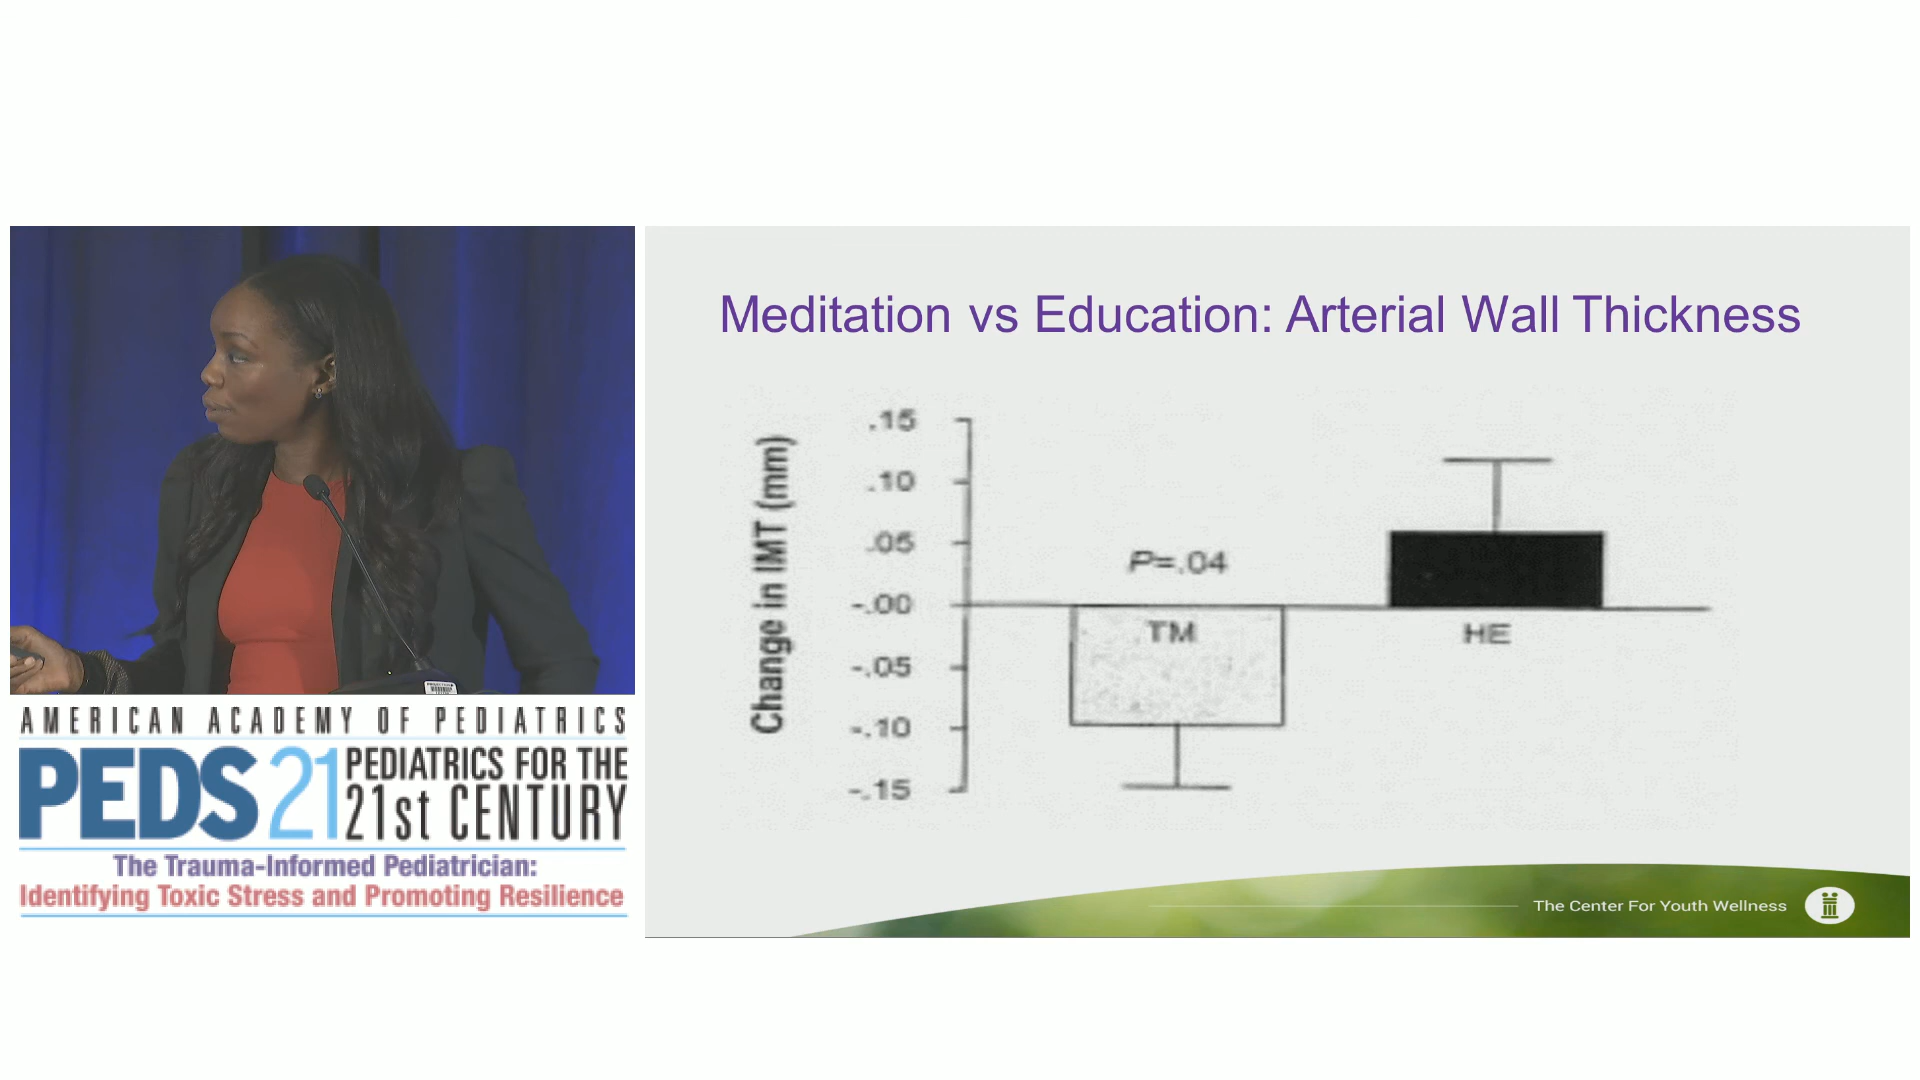 AMERICAN ACADEMY OF PEDIATRICS
PEDS 21 PEDIATRICS FOR THE
21st CENTURY
The Trauma-Informed Pediatrician:
Identifying Toxic Stress and Promoting Resilience
Meditation vs Education: Arterial Wall Thickness
Change in IMT (mm)
.15
.10
.05
-.00
-.05
-.10
-.15
P=.04
TM
HE
The Center For Youth Wellness